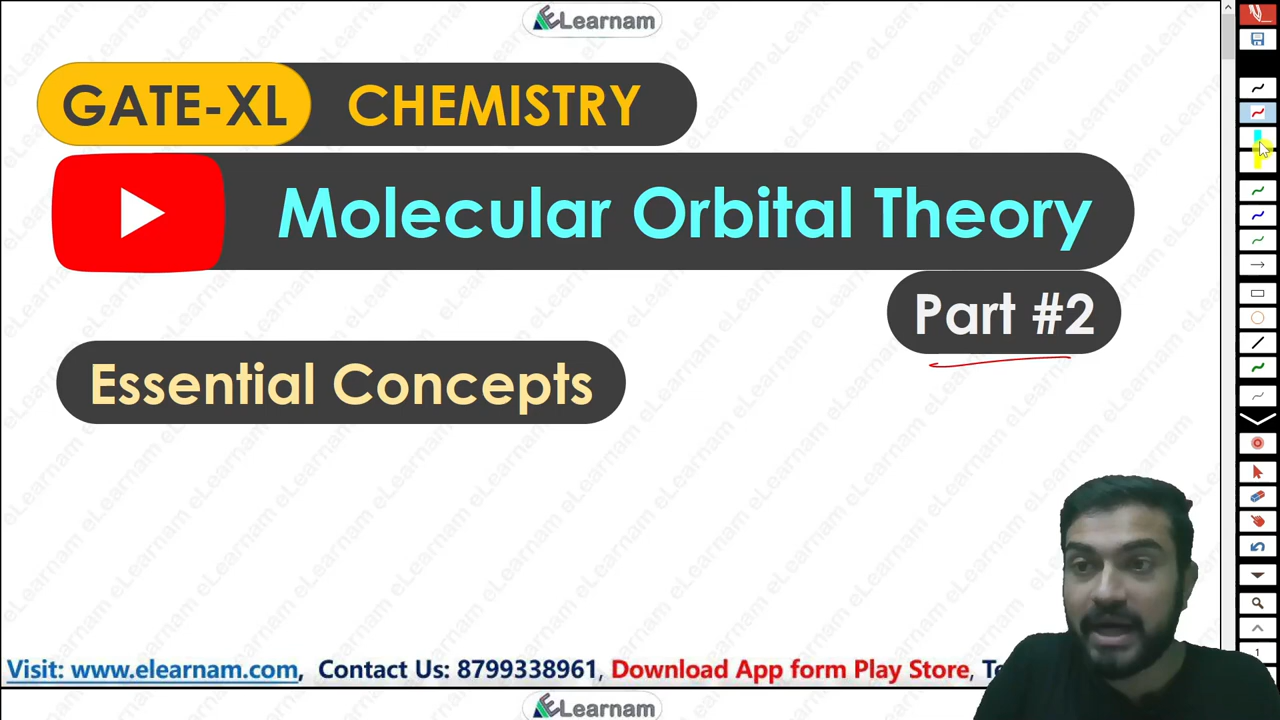 eLearnam
GATE-XL CHEMISTRY
Molecular Orbital Theory
Part #2
Essential Concepts
Visit: www.elearnam.com, Contact Us: 8799338961, Download App form Play Store,
1
eLearnam